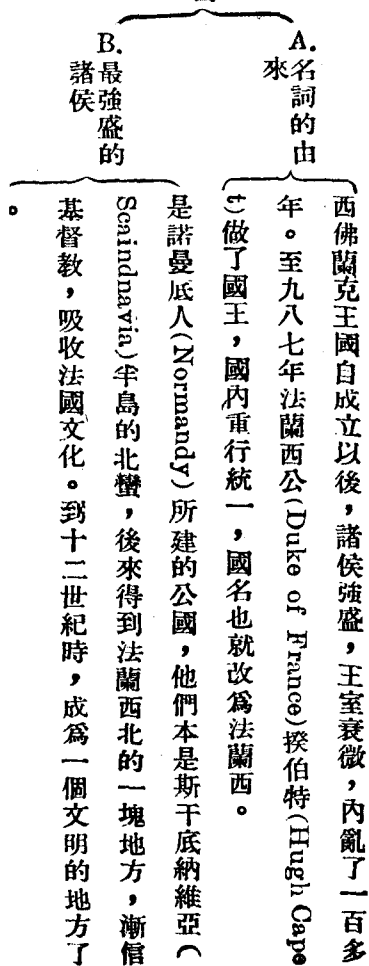 A.名詞的由
來
西佛蘭克王國自成立以後，諸侯強盛，王室衰微，內亂了一百多
年。至九八七年法蘭西公(Duke of France)揆伯特(Hugh Cape
t)做了國王，國內重行統一，國名也就改爲法蘭西。
B.最強盛的
諸侯
是諾曼底人(Normandy)所建的公國，他們本是斯干底納維亞(
Scaindnavia)半島的北蠻，後來得到法蘭西北的一塊地方，漸信
基督教，吸收法國文化。到十二世紀時，成爲一個文明的地方了
。